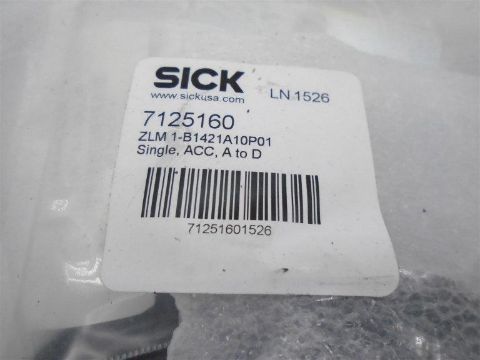 SICK
www.sickusa.com
LN 1526
7125160
ZLM 1-B1421A10P01
Single, ACC, A to D
71251601526